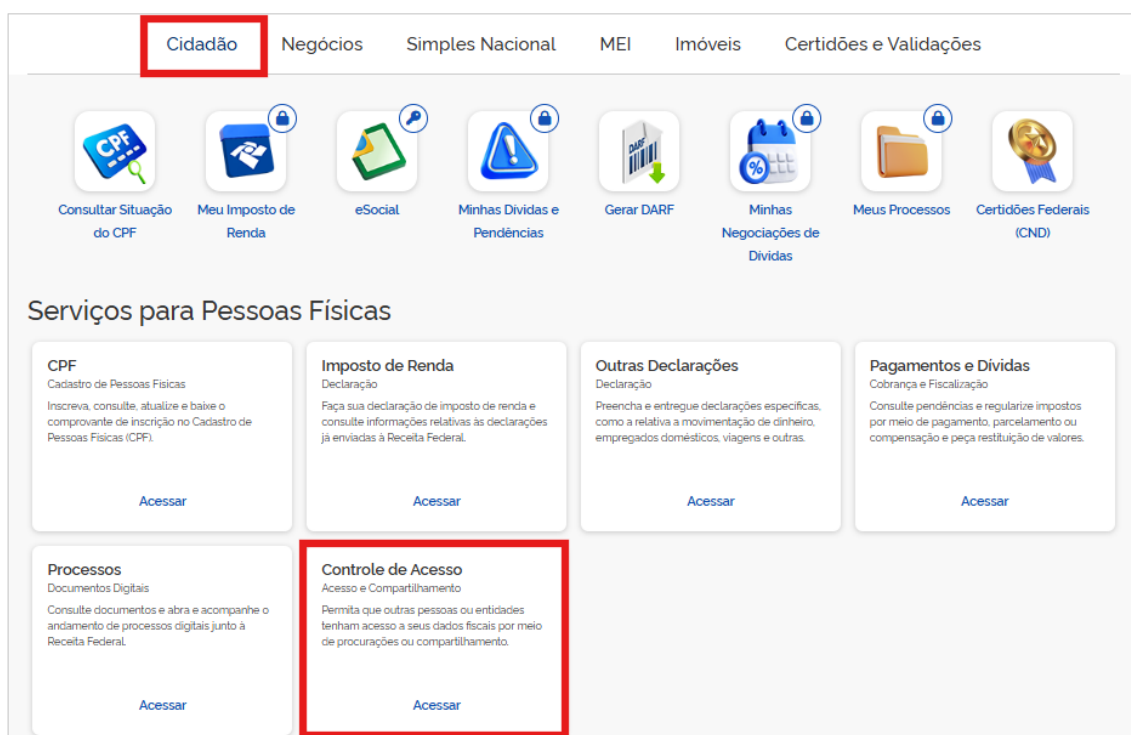 Cidadão Negócios Simples Nacional MEI Imóveis Certidões e Validações
CPF
DARF
%
Consultar Situação do CPF
Meu Imposto de Renda
eSocial
Minhas Dívidas e Pendências
Gerar DARF
Minhas Negociações de Dívidas
Meus Processos
Certidões Federais (CND)
Serviços para Pessoas Físicas
CPF
Cadastro de Pessoas Físicas
Inscreva, consulte, atualize e baixe o
comprovante de inscrição no Cadastro de
Pessoas Físicas (CPF).
Acessar
Imposto de Renda
Declaração
Faça sua declaração de imposto de renda e
consulte informações relativas às declarações
já enviadas à Receita Federal.
Acessar
Outras Declarações
Declaração
Preencha e entregue declarações específicas,
como a relativa a movimentação de dinheiro,
empregados domésticos, viagens e outras.
Acessar
Pagamentos e Dívidas
Cobrança e Fiscalização
Consulte pendências e regularize impostos
por meio de pagamento, parcelamento ou
compensação e peça restituição de valores.
Acessar
Processos
Documentos Digitais
Consulte documentos e abra e acompanhe o
andamento de processos digitais junto à
Receita Federal.
Acessar
Controle de Acesso
Acesso e Compartilhamento
Permita que outras pessoas ou entidades
tenham acesso a seus dados fiscais por meio
de procurações ou compartilhamento.
Acessar